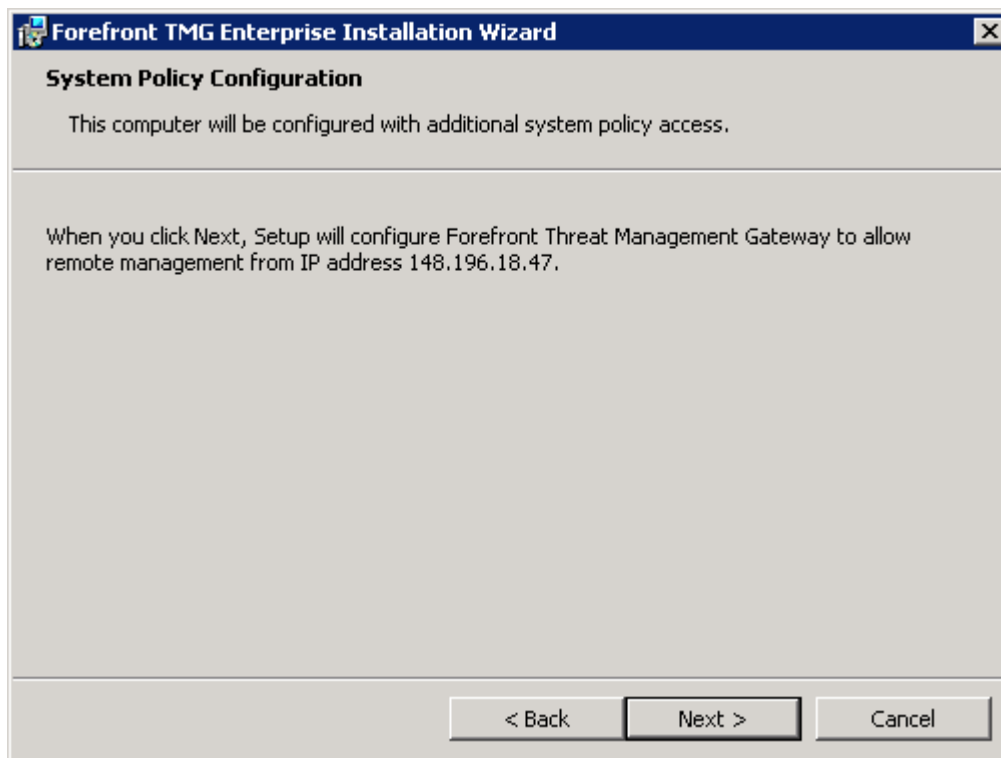 Forefront TMG Enterprise Installation Wizard
System Policy Configuration
This computer will be configured with additional system policy access.
When you click Next, Setup will configure Forefront Threat Management Gateway to allow
remote management from IP address 148.196.18.47.
< Back
Next >
Cancel